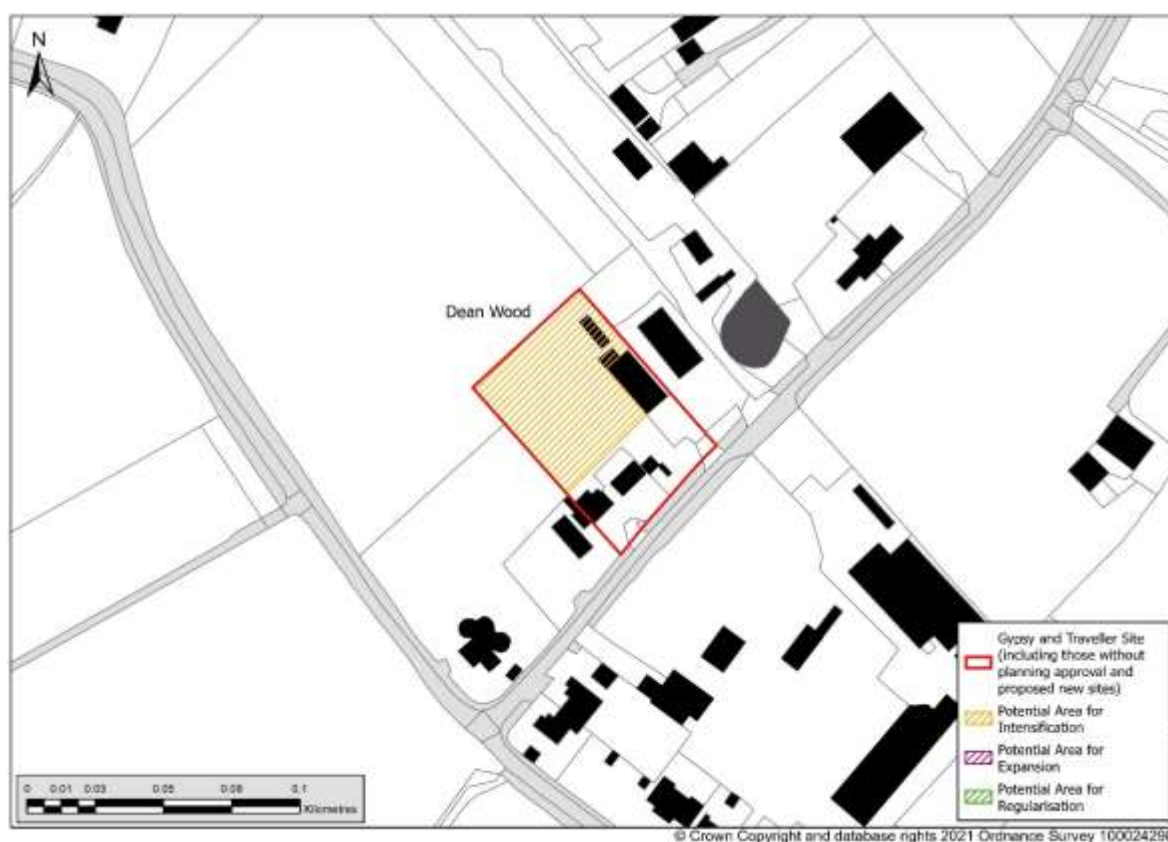 N
Dean Wood
Gypsy and Traveller Site
(including those without
planning approval and
proposed new sites)
Potential Area for
Intensification
Potential Area for
Expansion
Potential Area for
Regularisation
0 0.01 0.03 0.05 0.08 0.1
Kilometres
© Crown Copyright and database rights 2021 Ordnance Survey 100024298